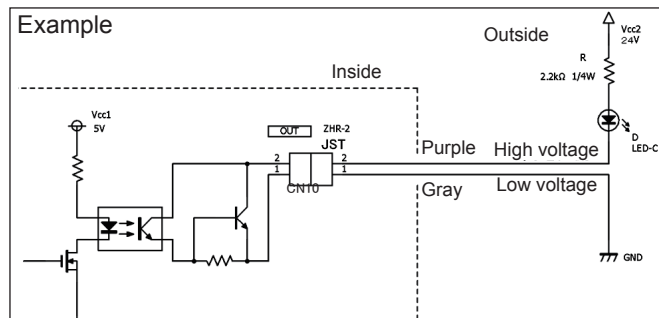 Example
Outside
Vcc2
24V
R
2.2kΩ 1/4W
Inside
Vcc1
5V
OUT
ZHR-2
JST
D
LED-C
2
2
Purple
High voltage
1
1
CN10
Gray
Low voltage
GND